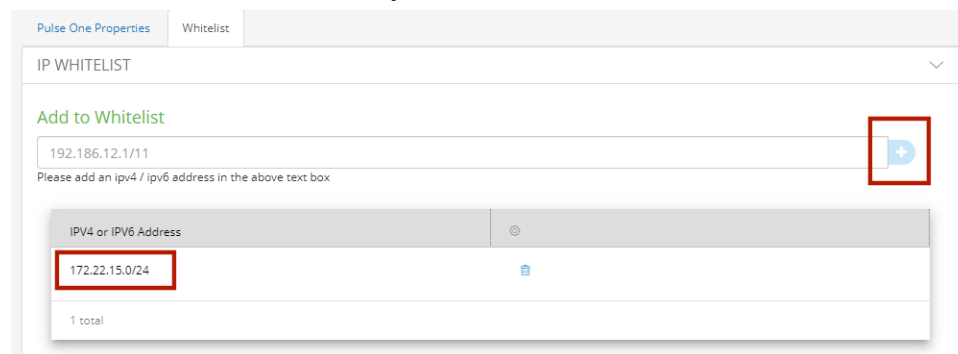 Pulse One Properties Whitelist
IP WHITELIST
Add to Whitelist
192.186.12.1/11
Please add an ipv4 / ipv6 address in the above text box
IPV4 or IPV6 Address
172.22.15.0/24
1 total